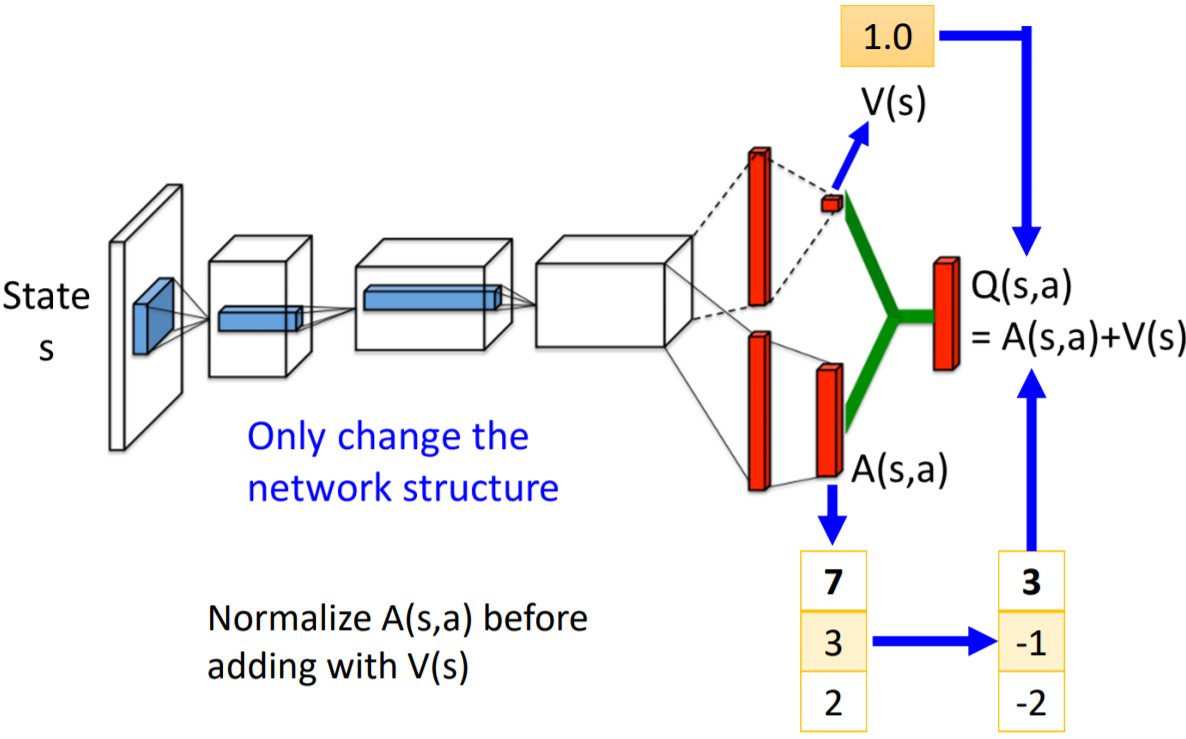 1.0
V(s)
State
s
Q(s,a)
= A(s,a)+V(s)
Only change the
network structure
A(s,a)
Normalize A(s,a) before
adding with V(s)
7
3
2
3
-1
-2